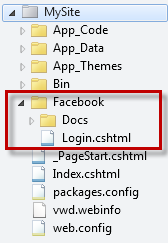 MySite
App_Code
App_Data
App_Themes
Bin
Facebook
Docs
Login.cshtml
_PageStart.cshtml
Index.cshtml
packages.config
vwd.webinfo
web.config